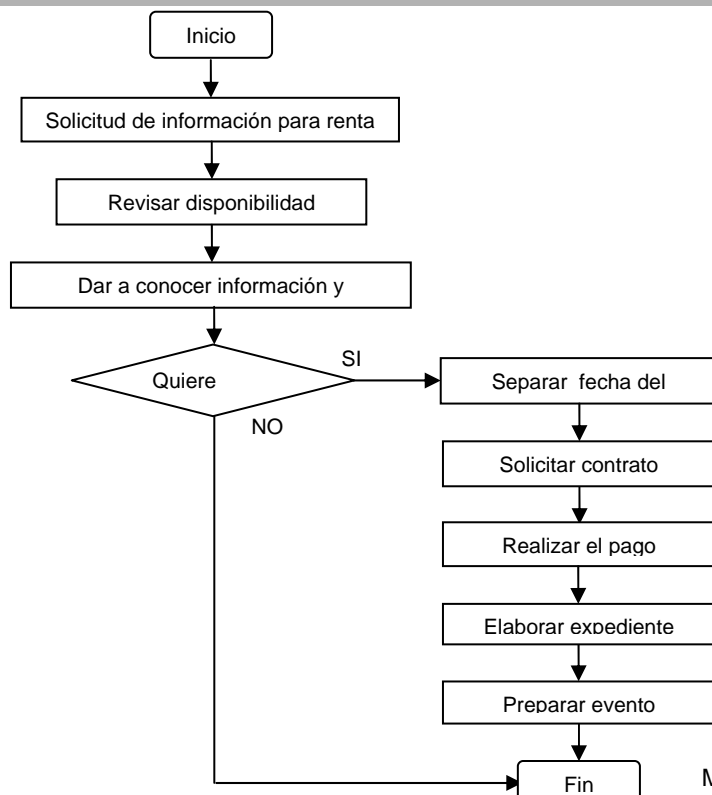 Inicio
Solicitud de información para renta
Revisar disponibilidad
Dar a conocer información y
Quiere
SI
NO
Separar fecha del
Solicitar contrato
Realizar el pago
Elaborar expediente
Preparar evento
Fin
M